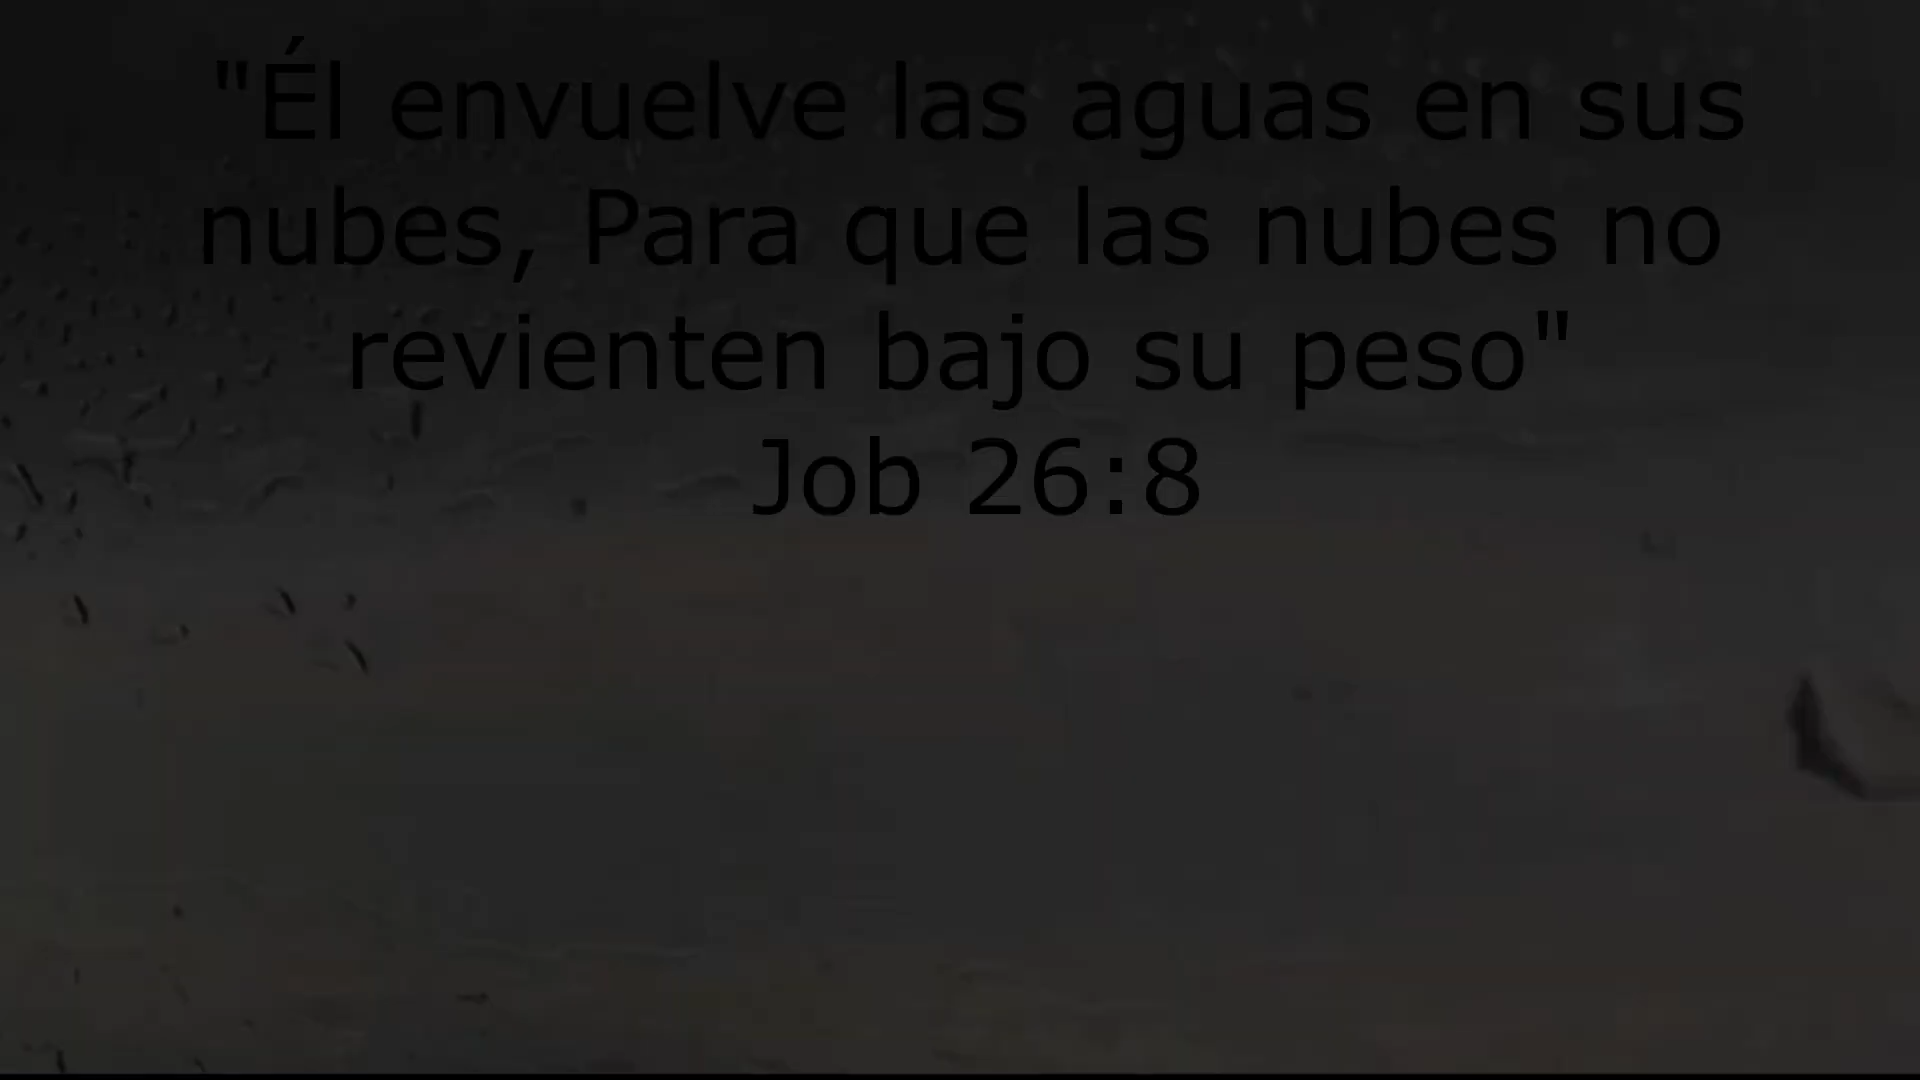 "Él envuelve las aguas en sus
nubes, Para que las nubes no
revienten bajo su peso"
Job 26:8